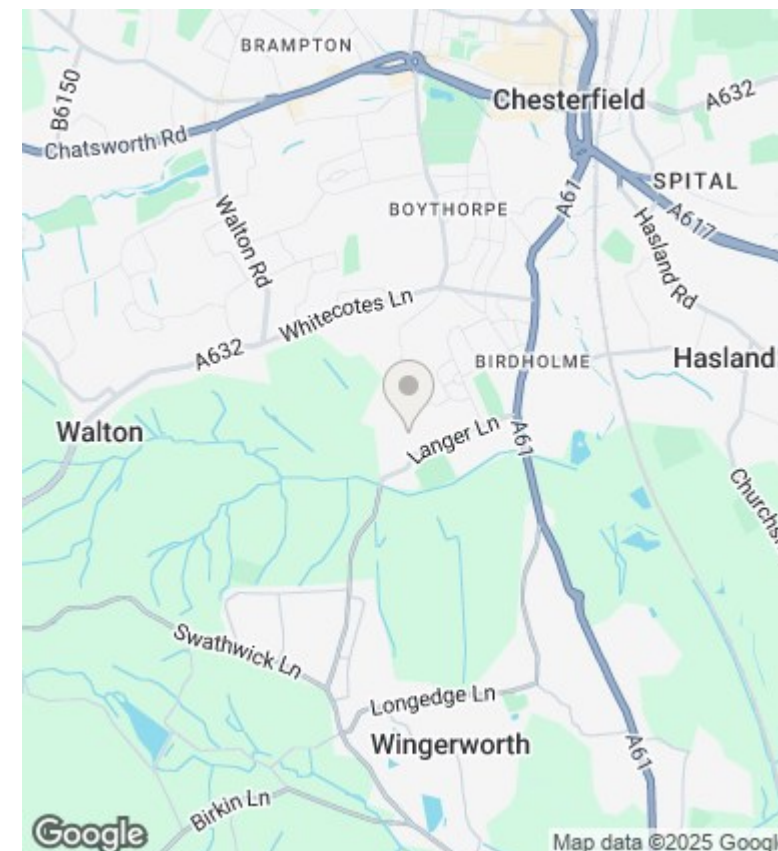 BRAMPTON
B6150
Chesterfield
A632
Chatsworth Rd
SPITAL
BOYTHORPE
A61
A617
Walton Rd
Hasland Rd
Whitecotes Ln
A632
BIRDHOLME
Hasland
Walton
Langer Ln
A61
Churchsi
Swathwick Ln
Longedge Ln
Wingerworth
A61
Birkin Ln
Google
Map data ©2025 Googl